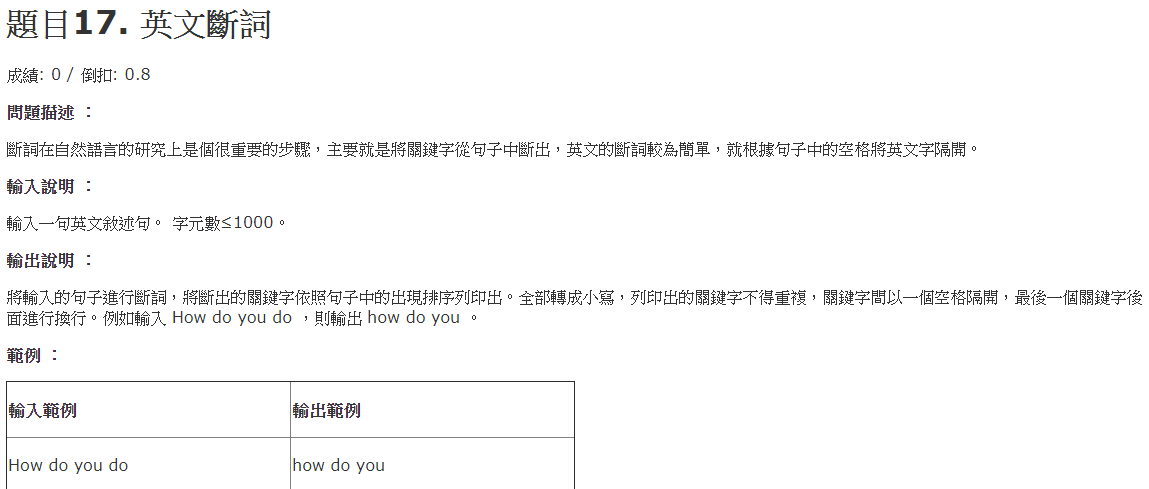 題目17. 英文斷詞
成績: 0 / 倒扣: 0.8
問題描述 ：
斷詞在自然語言的研究上是個很重要的步驟，主要就是將關鍵字從句子中斷出，英文的斷詞較為簡單，就根據句子中的空格將英文字隔開。
輸入說明 ：
輸入一句英文敘述句。 字元數≤1000。
輸出說明 ：
將輸入的句子進行斷詞，將斷出的關鍵字依照句子中的出現排序列印出。全部轉成小寫，列印出的關鍵字不得重複，關鍵字間以一個空格隔開，最後一個關鍵字後
面進行換行。例如輸入 How do you do ，則輸出 how do you 。
範例 ：
輸入範例 輸出範例
How do you do how do you